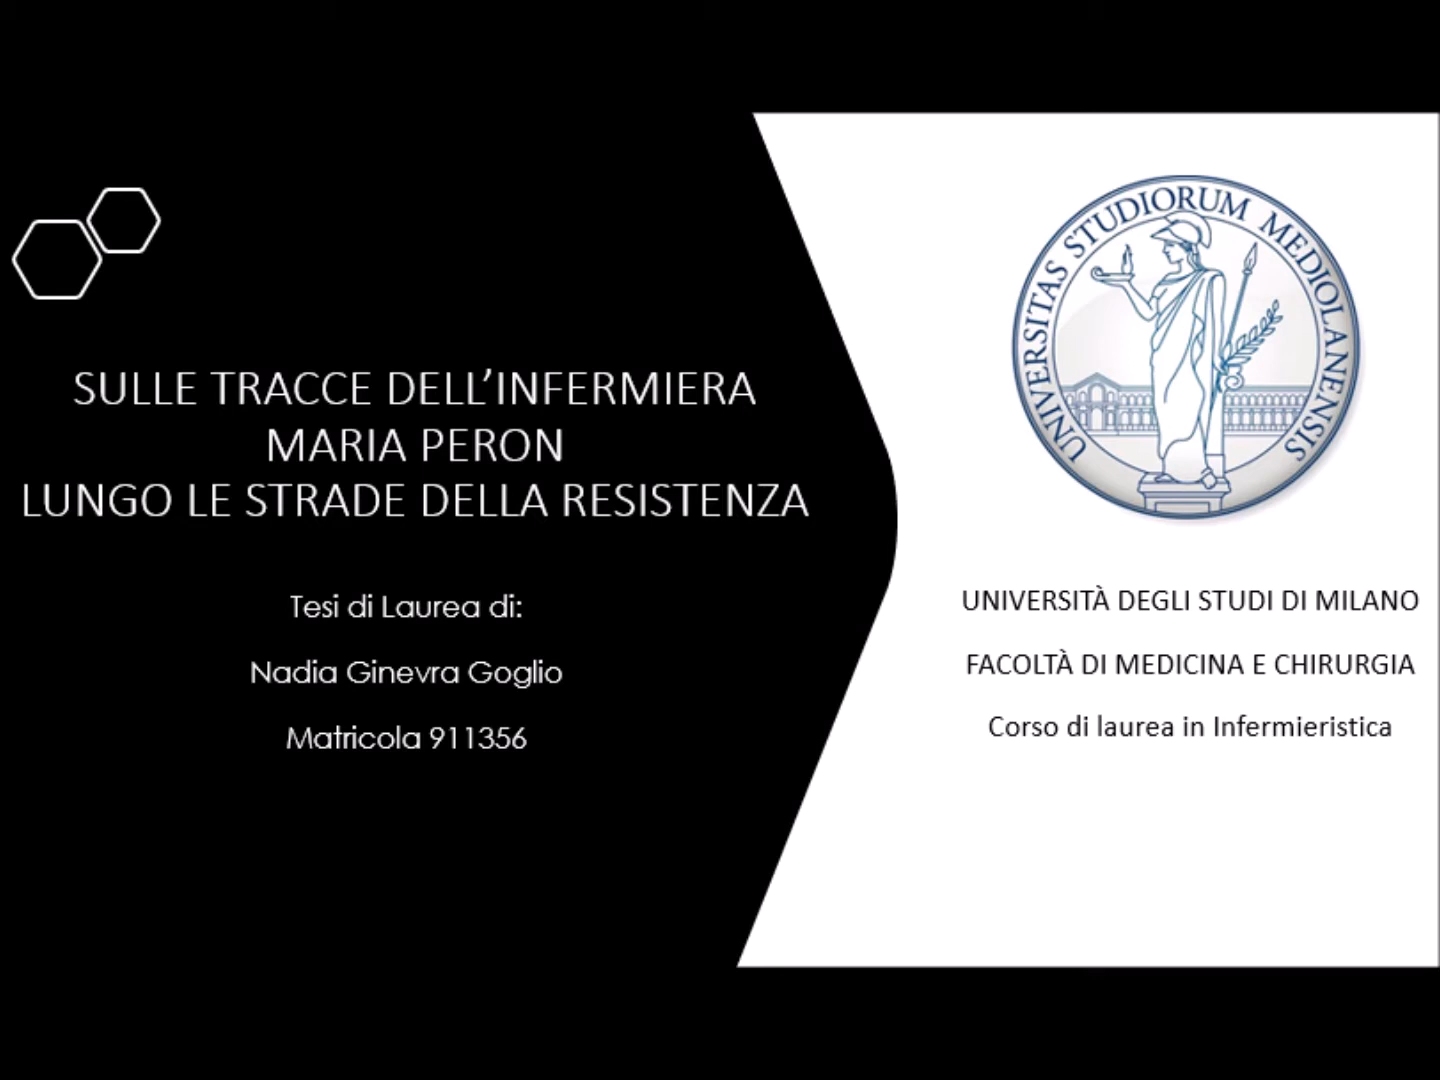 SULLE TRACCE DELL’INFERMIERA
MARIA PERON
LUNGO LE STRADE DELLA RESISTENZA
Tesi di Laurea di:
Nadia Ginevra Goglio
Matricola 911356
UNIVERSITAS STUDIORUM MEDIOLANENSIS
UNIVERSITÀ DEGLI STUDI DI MILANO
FACOLTÀ DI MEDICINA E CHIRURGIA
Corso di laurea in Infermieristica